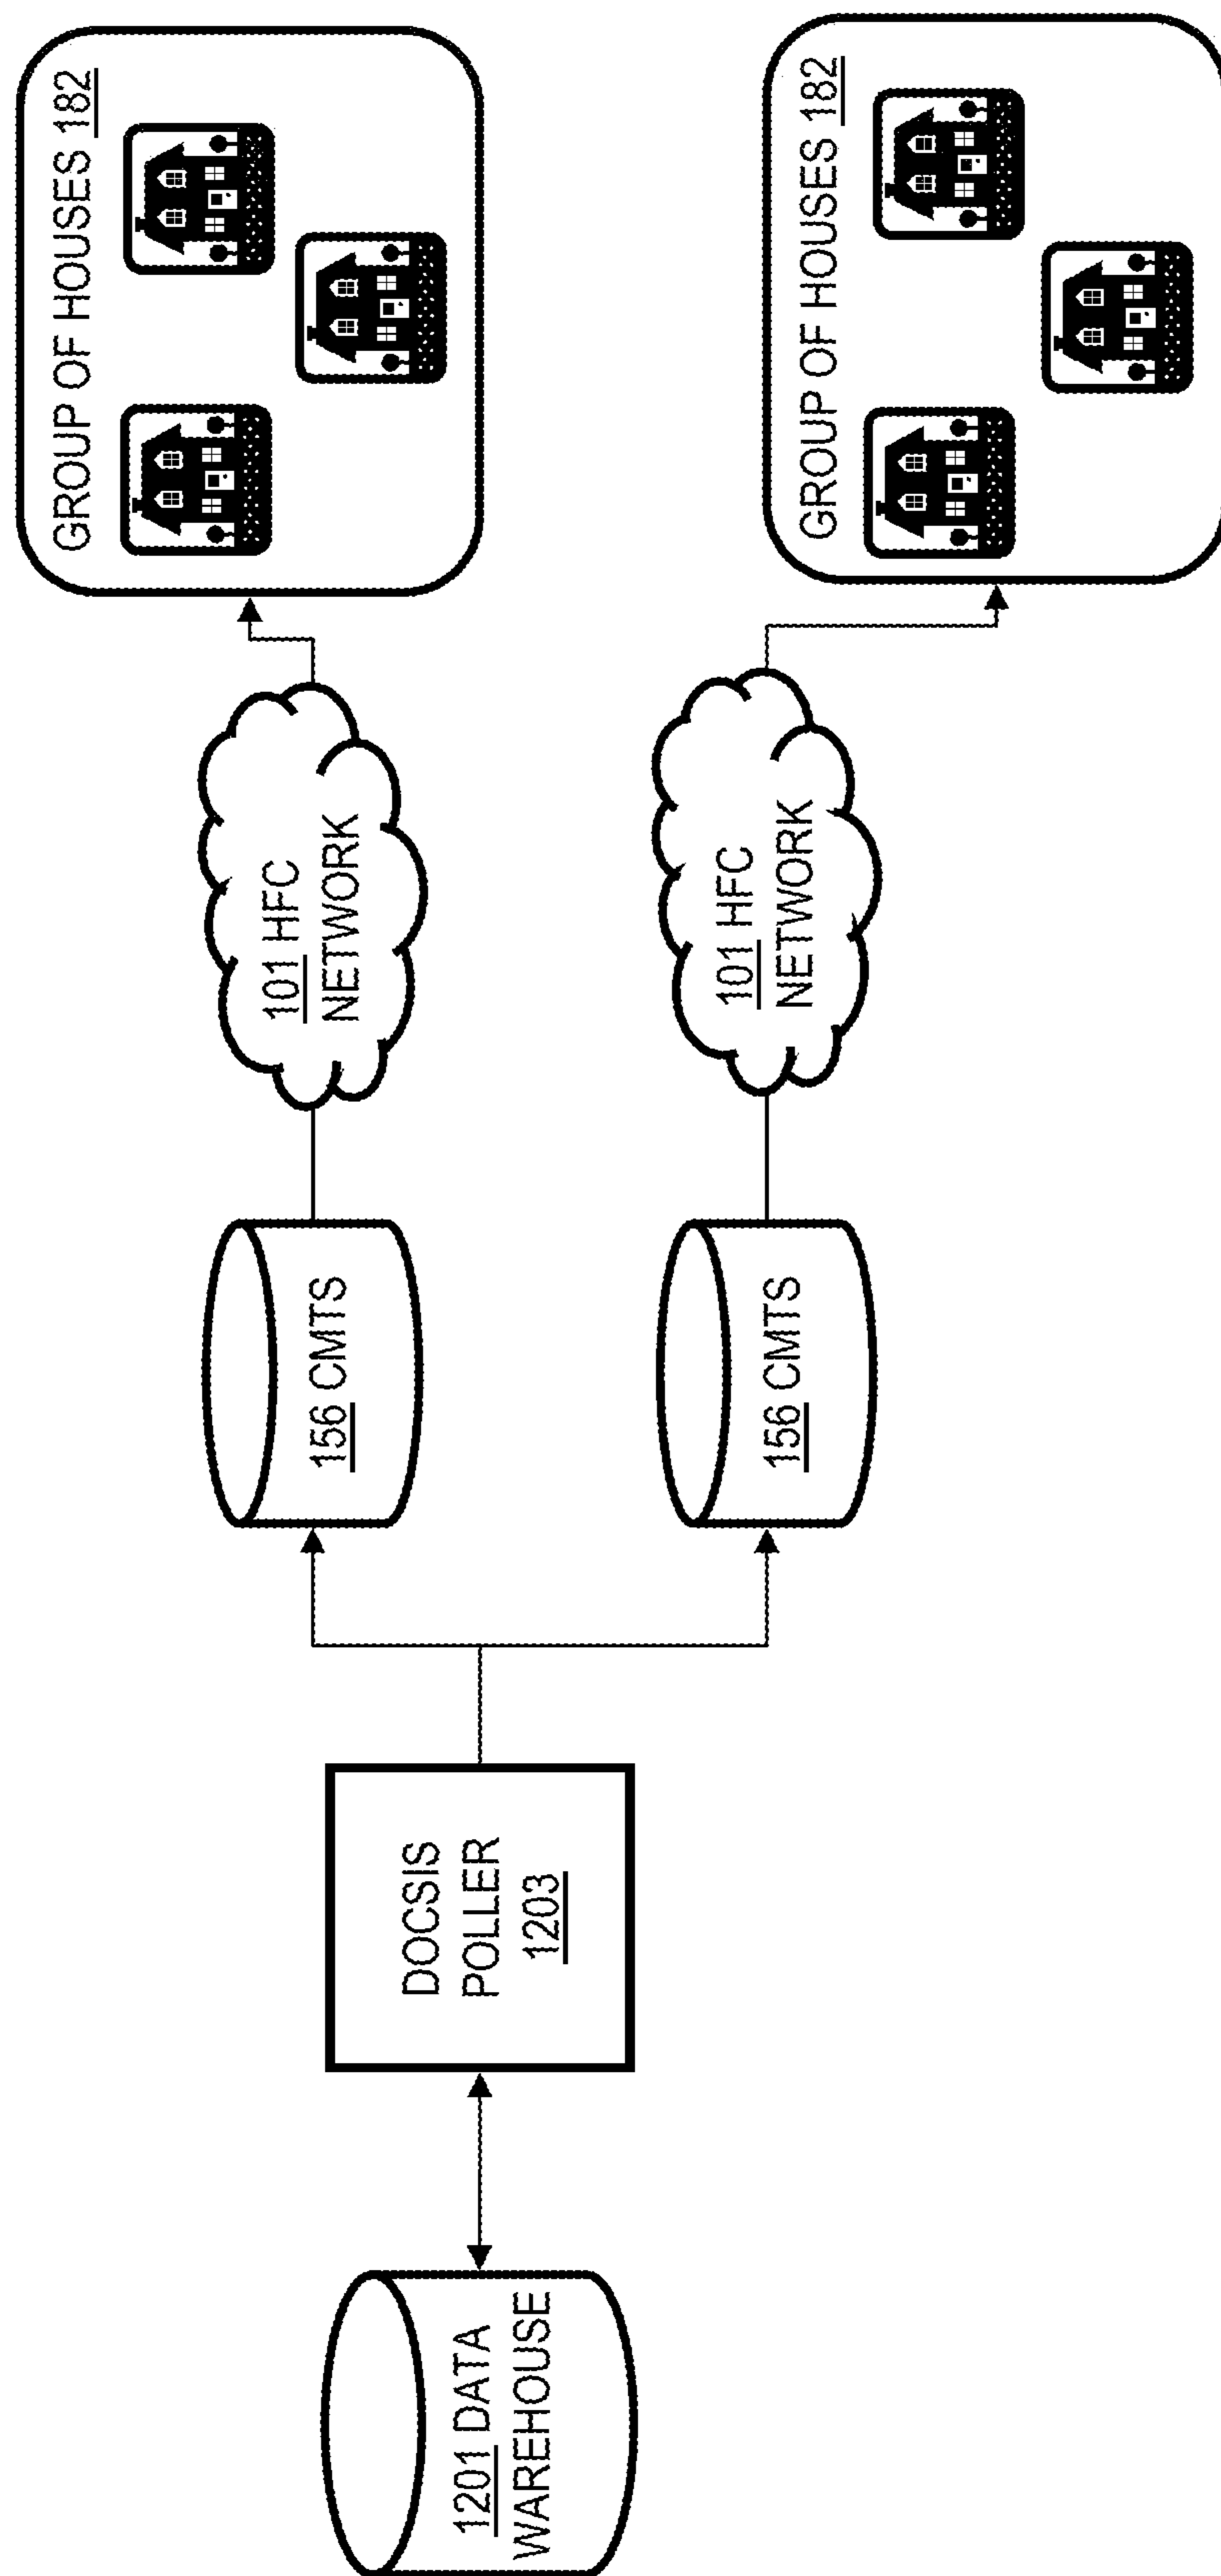 1201 DATA
WAREHOUSE
DOCSIS
POLLER
1203
156 CMTS
101 HFC
NETWORK
GROUP OF HOUSES 182
156 CMTS
101 HFC
NETWORK
GROUP OF HOUSES 182